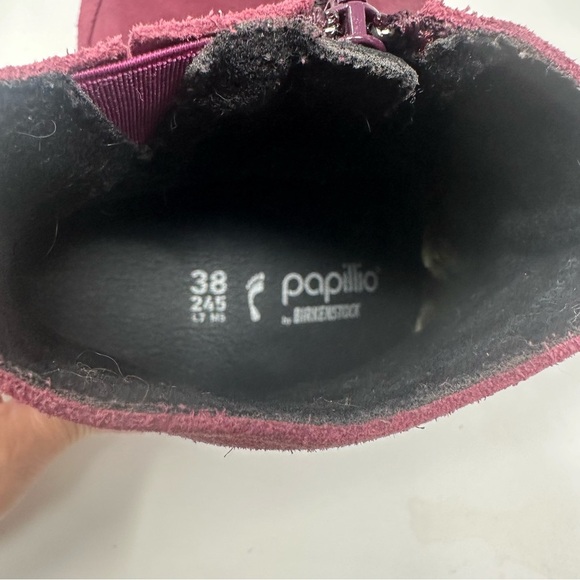 38
245
L7 M5
papillio
by BIRKENSTOCK